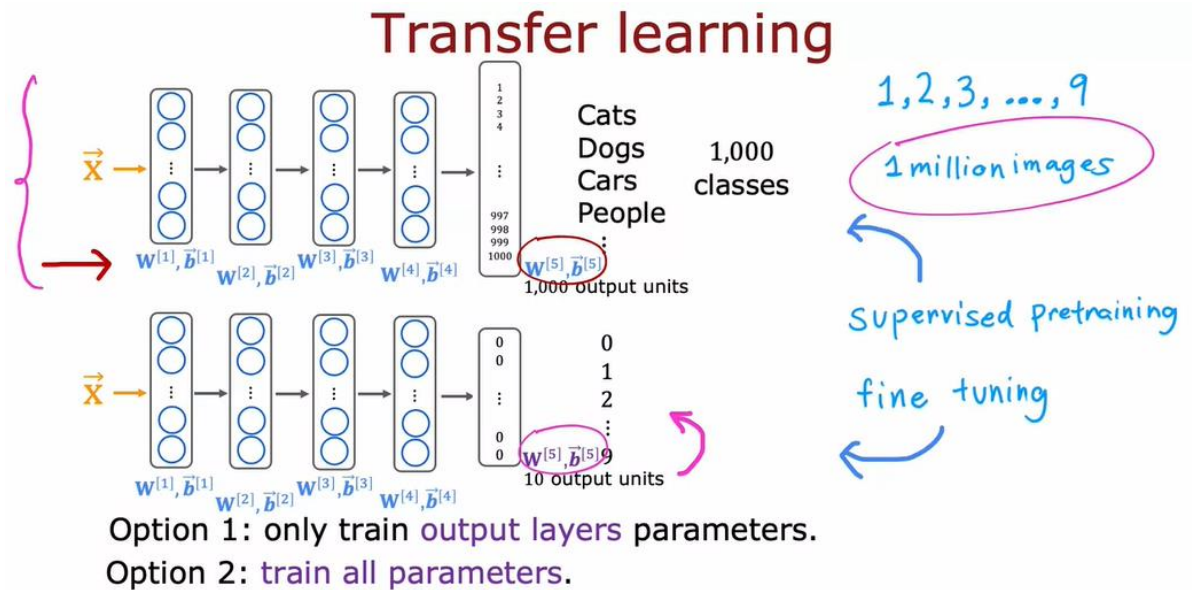 Transfer learning
1, 2, 3, ..., 9
1 million images
1
2
3
4
⋮
997
998
999
1000
x⃗
⋮
⋮
⋮
⋮
W[1], b⃗[1]
W[2], b⃗[2]
W[3], b⃗[3]
W[4], b⃗[4]
W[5], b⃗[5]
1,000 output units
Cats
Dogs
Cars
People
⋮
1,000
classes
supervised pretraining
fine tuning
x⃗
⋮
⋮
⋮
⋮
W[1], b⃗[1]
W[2], b⃗[2]
W[3], b⃗[3]
W[4], b⃗[4]
0
0
⋮
0
0
0
1
2
⋮
9
W[5], b⃗[5]
10 output units
Option 1: only train output layers parameters.
Option 2: train all parameters.